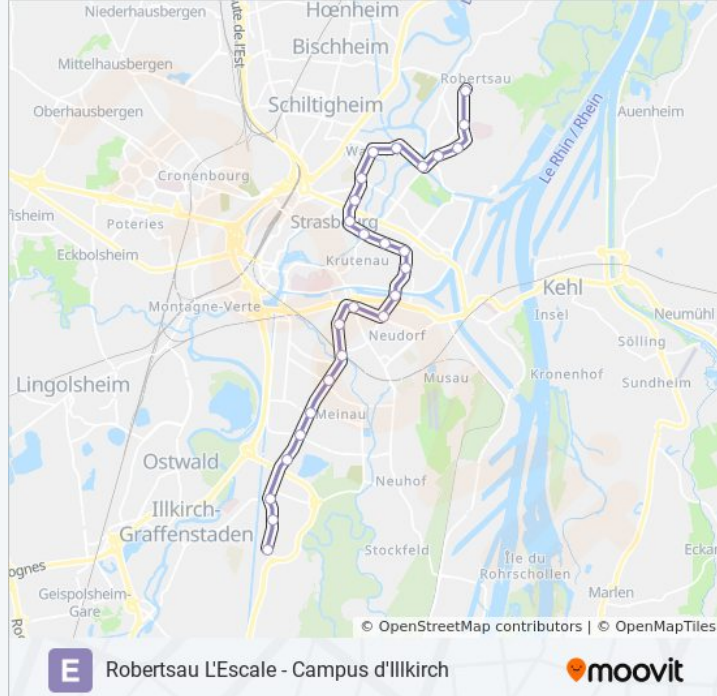 Niederhausbergen
Hœnheim
Bischheim
Mittelhausbergen
Robertsau
Schiltigheim
Oberhausbergen
Auenheim
Le Rhin / Rhein
Cronenbourg
Strasbourg
Poteries
Eckbolsheim
Krutenau
Kehl
Montagne-Verte
Insel
Neumühl
Neudorf
Sölling
Lingolsheim
Musau
Kronenhof
Sundheim
Meinau
Ostwald
Neuhof
Illkirch-
Graffenstaden
Stockfeld
Île du
Rohrschollen
Geispolsheim-
Gare
Marlen
© OpenStreetMap contributors | © OpenMapTiles
E Robertsau L'Escale - Campus d'Illkirch moovit